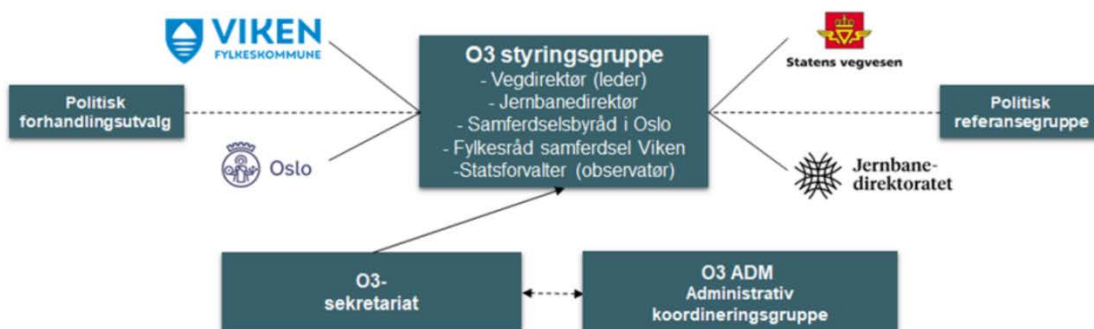 VIKEN
FYLKESKOMMUNE
O3 styringsgruppe
- Vegdirektør (leder)
- Jernbanedirektør
- Samferdselsbyråd i Oslo
- Fylkesråd samferdsel Viken
-Statsforvalter (observatør)
Statens vegvesen
Politisk
forhandlingsutvalg
Politisk
referansegruppe
Oslo
Jernbane-
direktoratet
O3-
sekretariat
O3 ADM
Administrativ
koordineringsgruppe